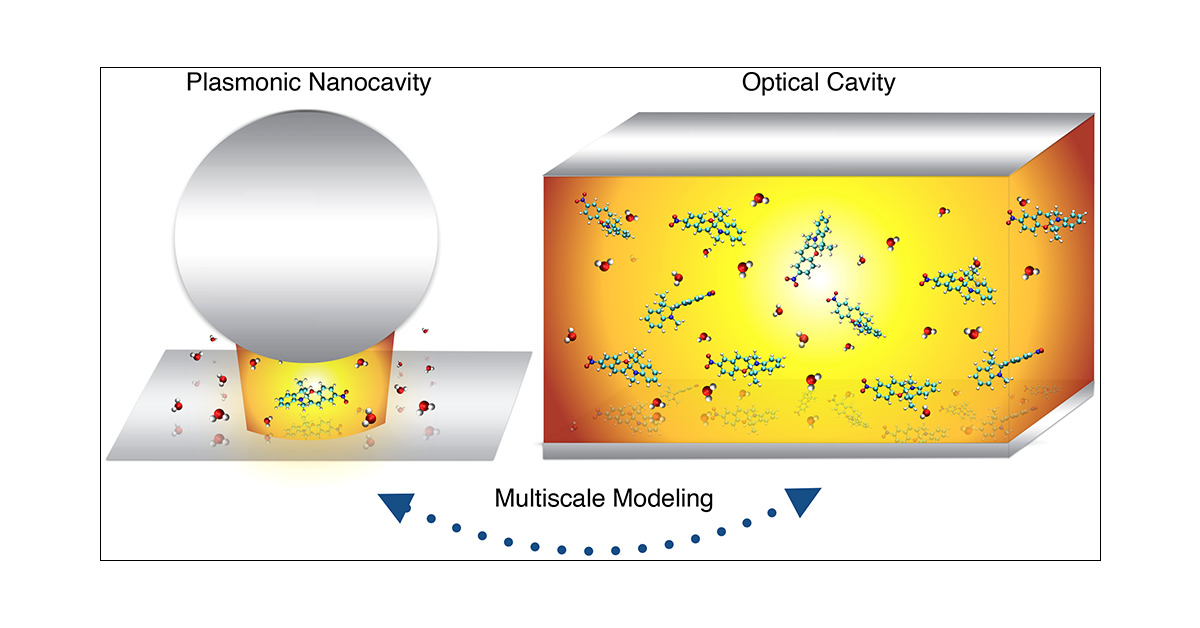 Plasmonic Nanocavity
Optical Cavity
Multiscale Modeling